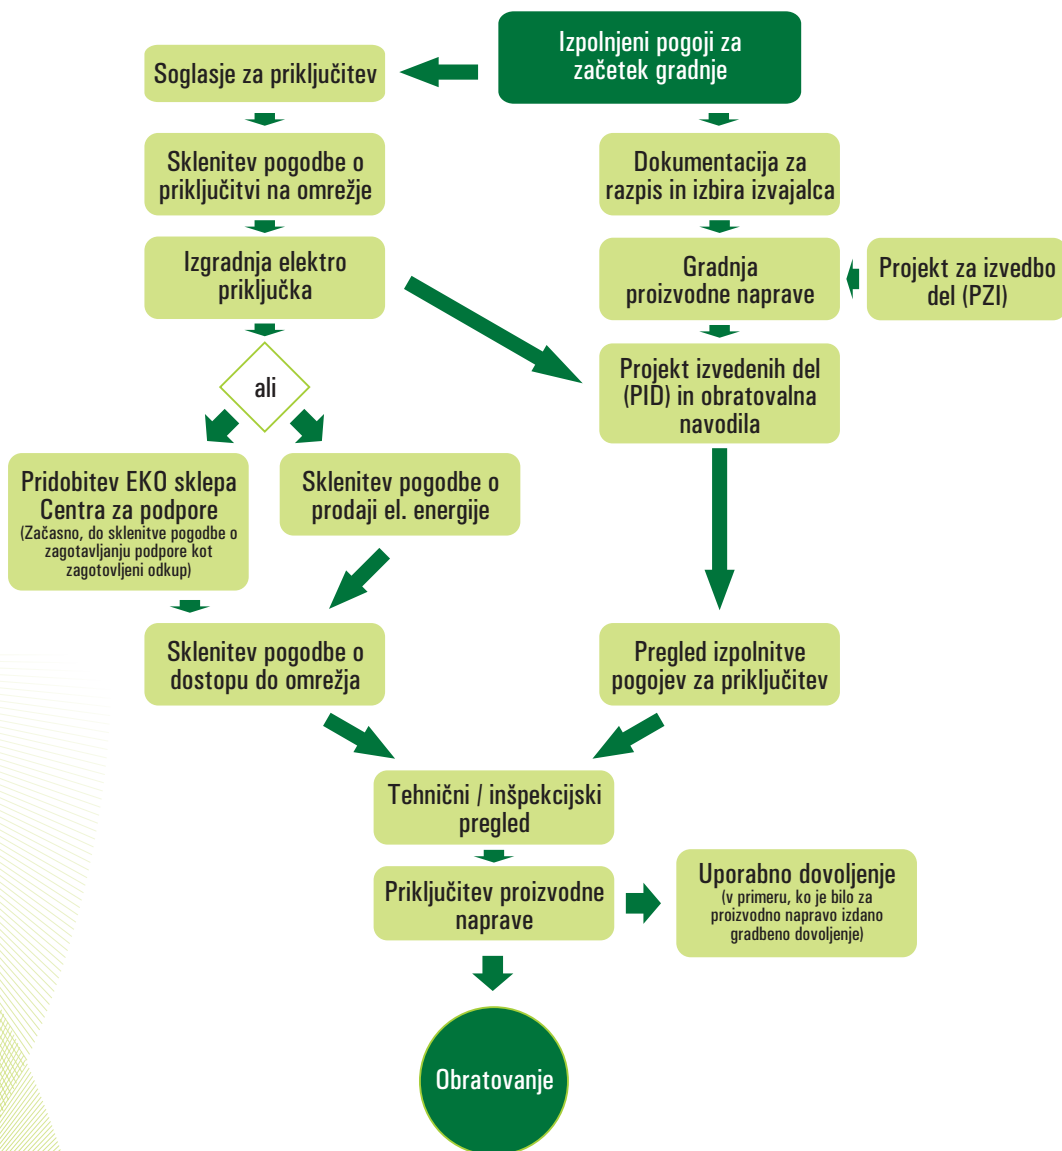 Izpolnjeni pogoji za
začetek gradnje
Soglasje za priključitev
Sklenitev pogodbe o
priključitvi na omrežje
Dokumentacija za
razpis in izbira izvajalca
Izgradnja elektro
priključka
Gradnja
proizvodne naprave
Projekt za izvedbo
del (PZI)
ali
Projekt izvedenih del
(PID) in obratovalna
navodila
Pridobitev EKO sklepa
Centra za podpore
(Začasno, do sklenitve pogodbe o
zagotavljanju podpore kot
zagotovljeni odkup)
Sklenitev pogodbe o
prodaji el. energije
Sklenitev pogodbe o
dostopu do omrežja
Pregled izpolnitve
pogojev za priključitev
Tehnični / inšpekcijski
pregled
Priključitev proizvodne
naprave
Uporabno dovoljenje
(v primeru, ko je bilo za
proizvodno napravo izdano
gradbeno dovoljenje)
Obratovanje